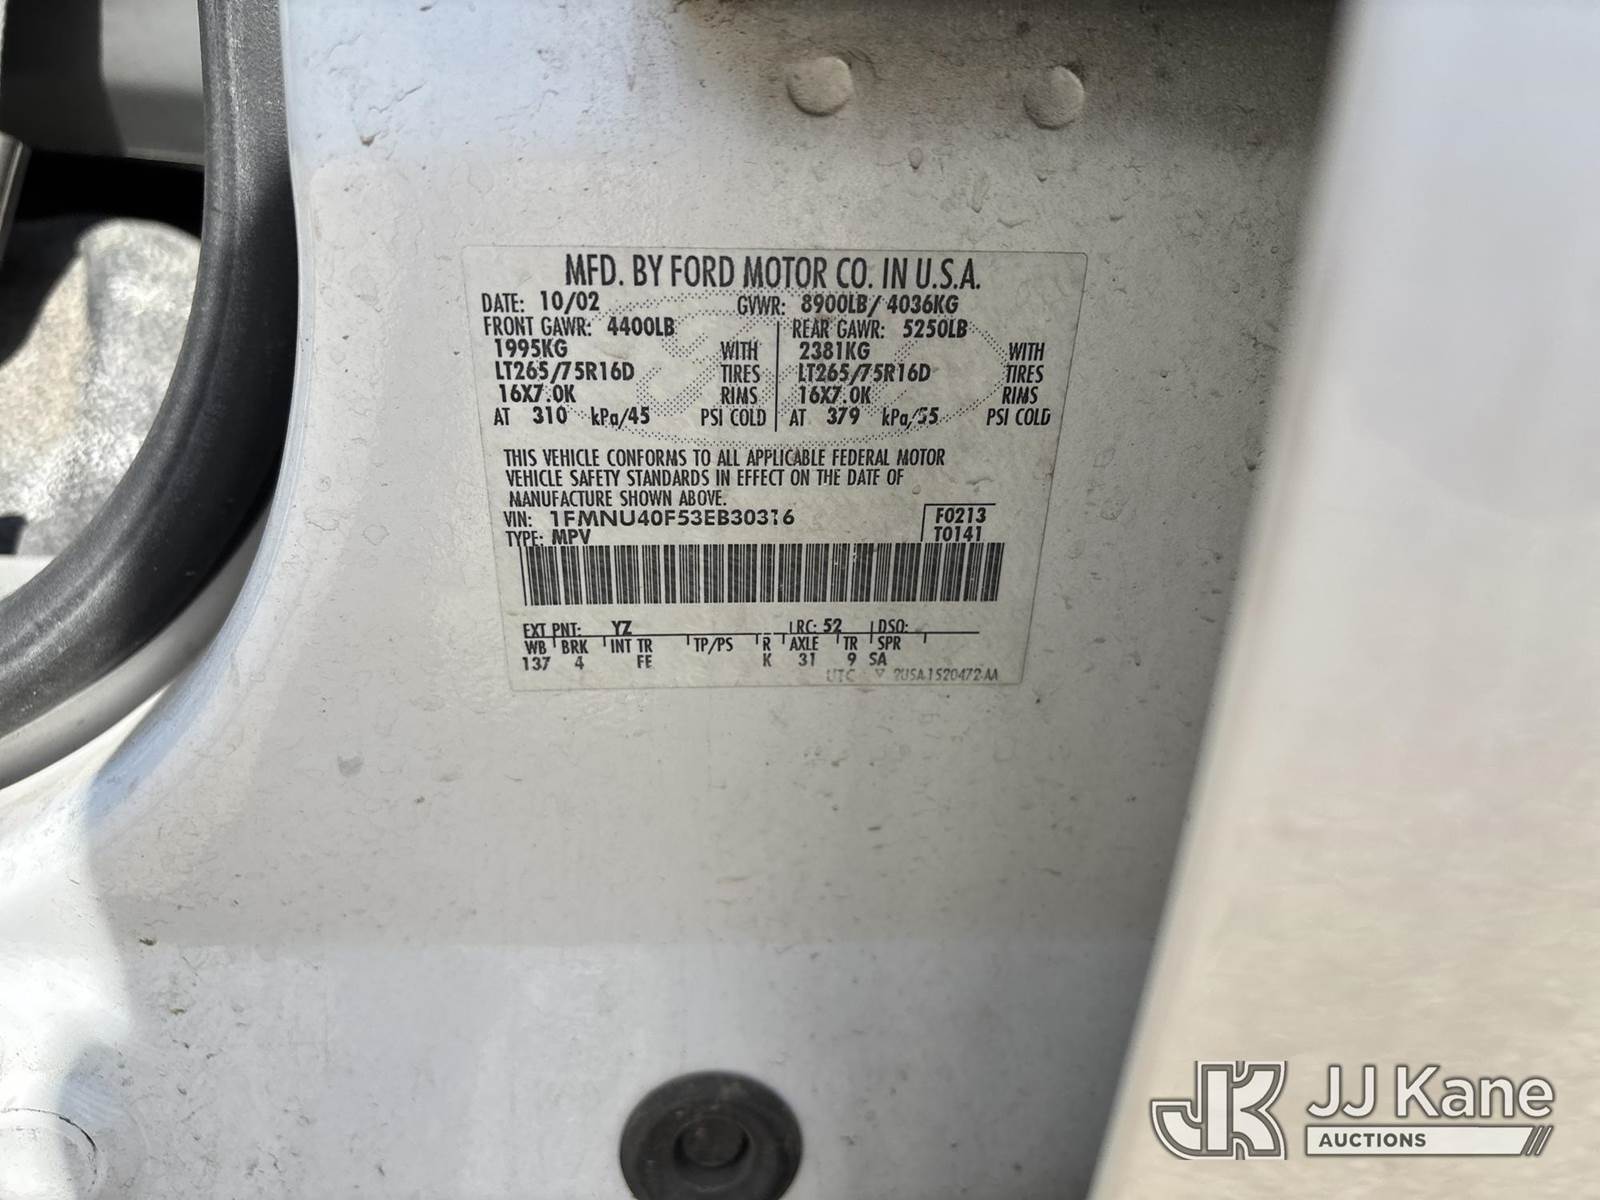 MFD. BY FORD MOTOR CO. IN U.S.A.
DATE: 10/02 GVWR: 8900LB/ 4036KG
FRONT GAWR: 4400LB REAR GAWR: 5250LB
1995KG WITH 2381KG WITH
LT265/75R16D TIRES LT265/75R16D TIRES
16X7.0K RIMS 16X7.0K RIMS
AT 310 kPa/45 PSI COLD AT 379 kPa/55 PSI COLD
THIS VEHICLE CONFORMS TO ALL APPLICABLE FEDERAL MOTOR
VEHICLE SAFETY STANDARDS IN EFFECT ON THE DATE OF
MANUFACTURE SHOWN ABOVE.
VIN: 1FMNU40F53EB30316 F0213
TYPE: MPV T0141
EXT PNT: YZ LRC: 52 DSO:
WB BRK INT TR TP/PS R AXLE TR SPR
137 4 FE K 31 9 SA
UTC
JK JJ Kane
AUCTIONS